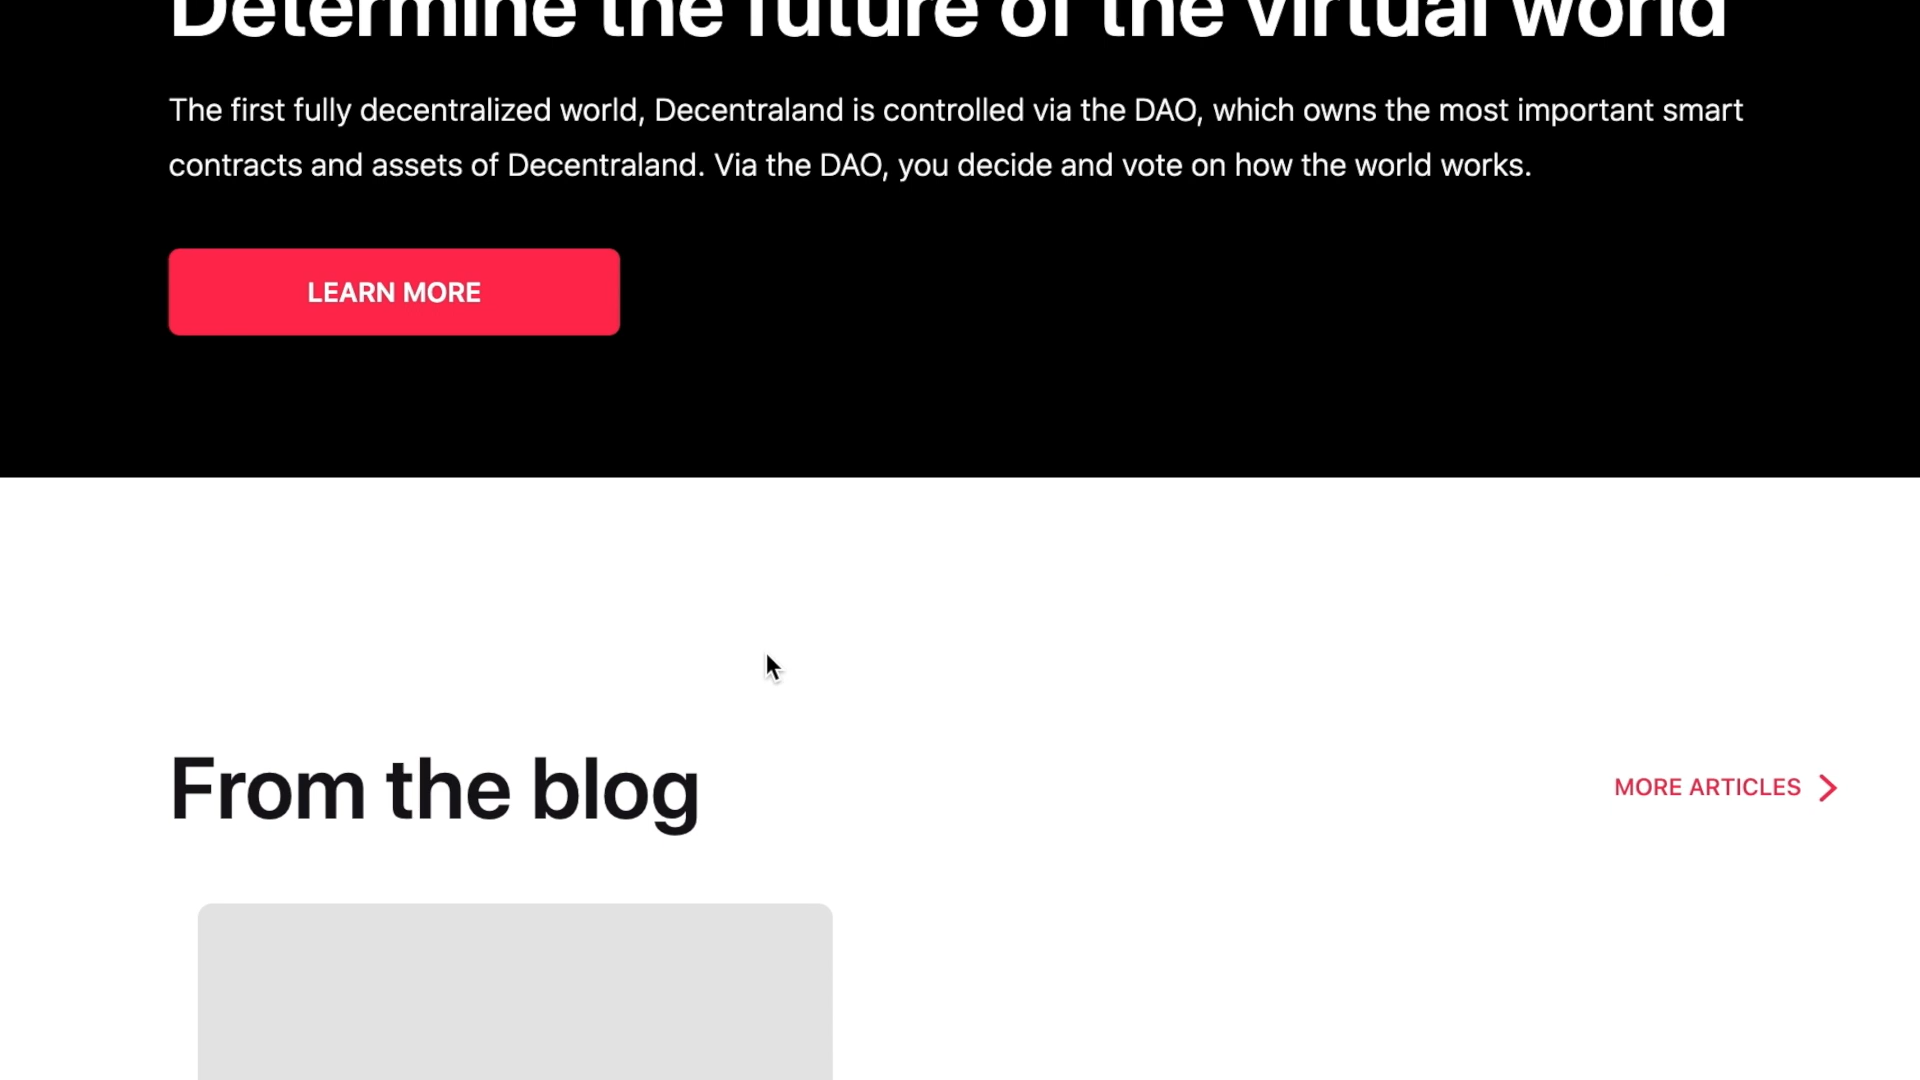 Determine the future of the virtual world
The first fully decentralized world, Decentraland is controlled via the DAO, which owns the most important smart
contracts and assets of Decentraland. Via the DAO, you decide and vote on how the world works.
LEARN MORE
From the blog
MORE ARTICLES